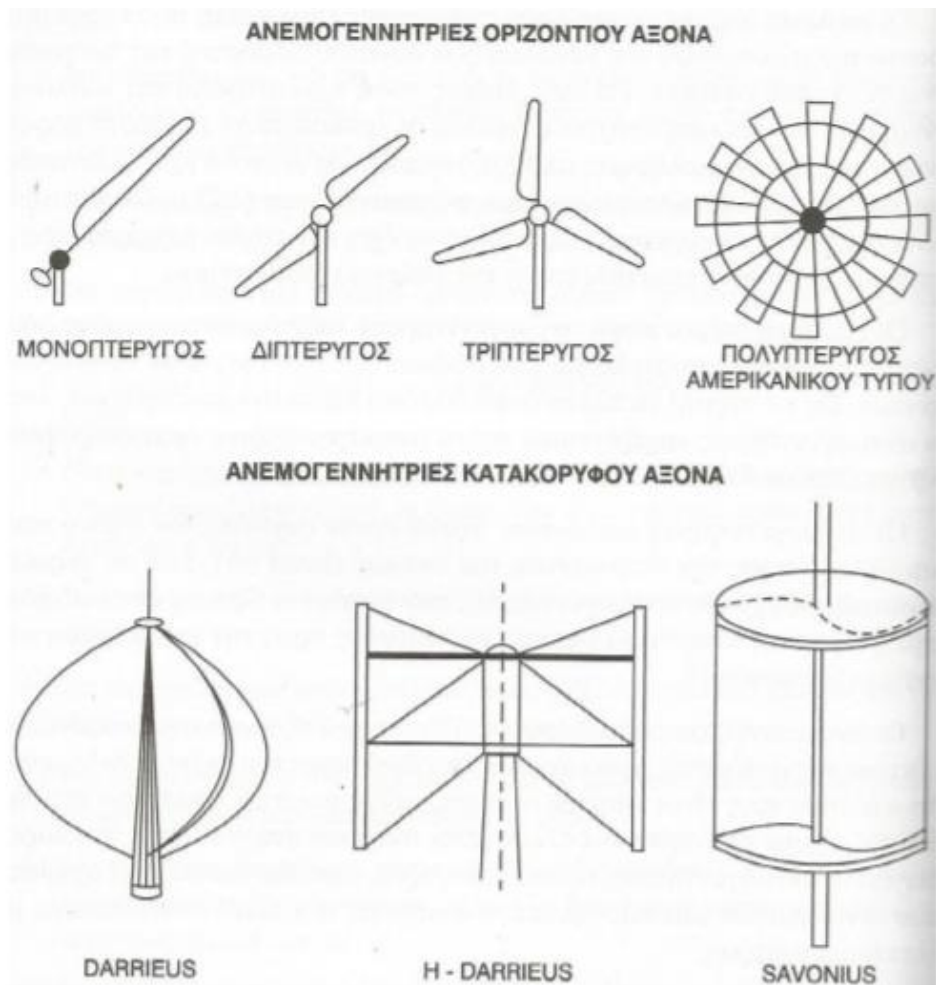 ΑΝΕΜΟΓΕΝΝΗΤΡΙΕΣ ΟΡΙΖΟΝΤΙΟΥ ΑΞΟΝΑ
ΜΟΝΟΠΤΕΡΥΓΟΣ ΔΙΠΤΕΡΥΓΟΣ ΤΡΙΠΤΕΡΥΓΟΣ ΠΟΛΥΠΤΕΡΥΓΟΣ
ΑΜΕΡΙΚΑΝΙΚΟΥ ΤΥΠΟΥ
ΑΝΕΜΟΓΕΝΝΗΤΡΙΕΣ ΚΑΤΑΚΟΡΥΦΟΥ ΑΞΟΝΑ
DARRIEUS H - DARRIEUS SAVONIUS